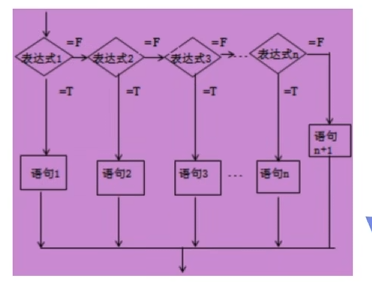 =F =F =F =F
表达式1 表达式2 表达式3 ... 表达式n
=T =T =T =T
语句
n+1
语句1 语句2 语句3 ... 语句n